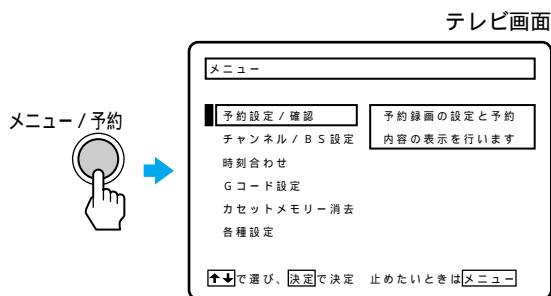 テレビ画面
メニュー / 予約
メニュー
予約設定 / 確認
チャンネル / BS設定
時刻合わせ
Gコード設定
カセットメモリー消去
各種設定
予約録画の設定と予約
内容の表示を行います
↑↓で選び、決定で決定 止めたいときはメニュー